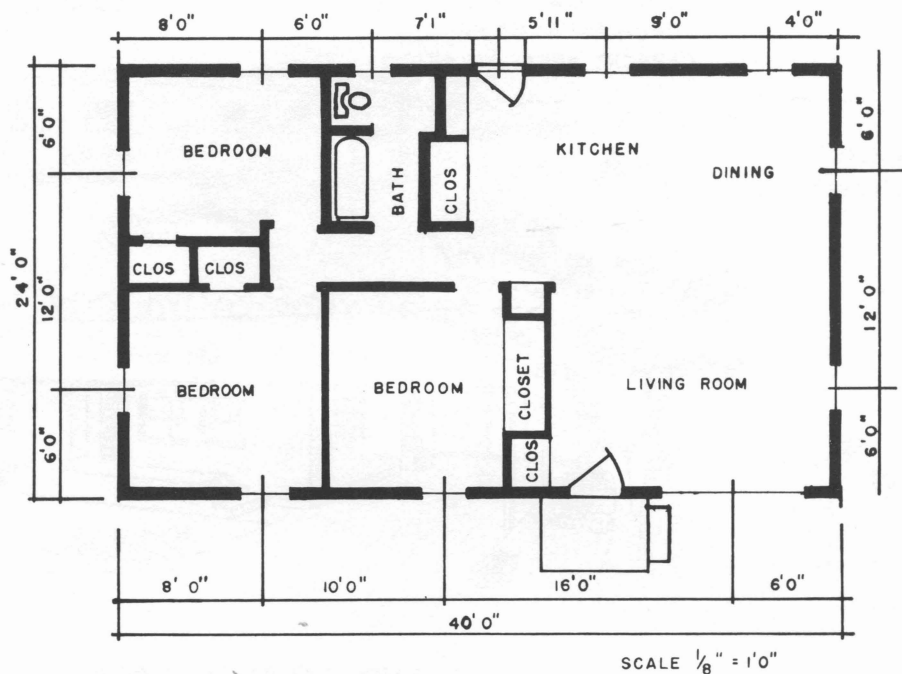 8'0" 6'0" 7'1" 5'11" 9'0" 4'0"
6'0"
6'0"
BEDROOM
KITCHEN
DINING
BATH
CLOS
CLOS
CLOS
24'0"
12'0"
12'0"
BEDROOM
BEDROOM
CLOSET
LIVING ROOM
6'0"
CLOS
6'0"
8'0" 10'0" 16'0" 6'0"
40'0"
SCALE 1/8" = 1'0"